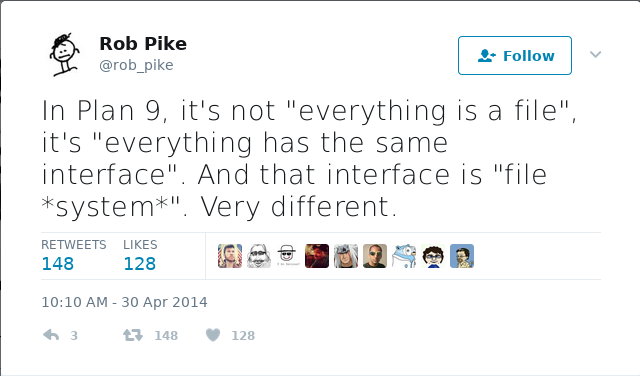 Rob Pike
@rob_pike
Follow
In Plan 9, it's not "everything is a file",
it's "everything has the same
interface". And that interface is "file
*system*". Very different.
RETWEETS LIKES
148 128
10:10 AM - 30 Apr 2014
3 148 128